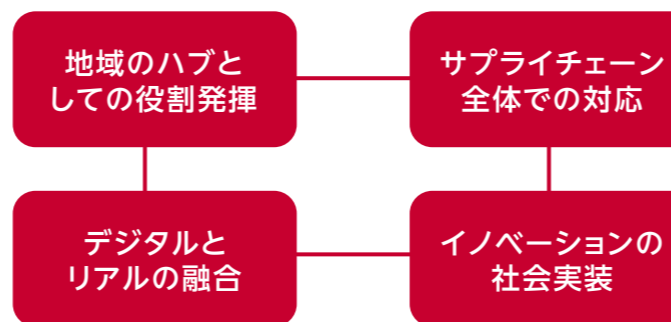 地域のハブと
しての役割発揮
サプライチェーン
全体での対応
デジタルと
リアルの融合
イノベーションの
社会実装